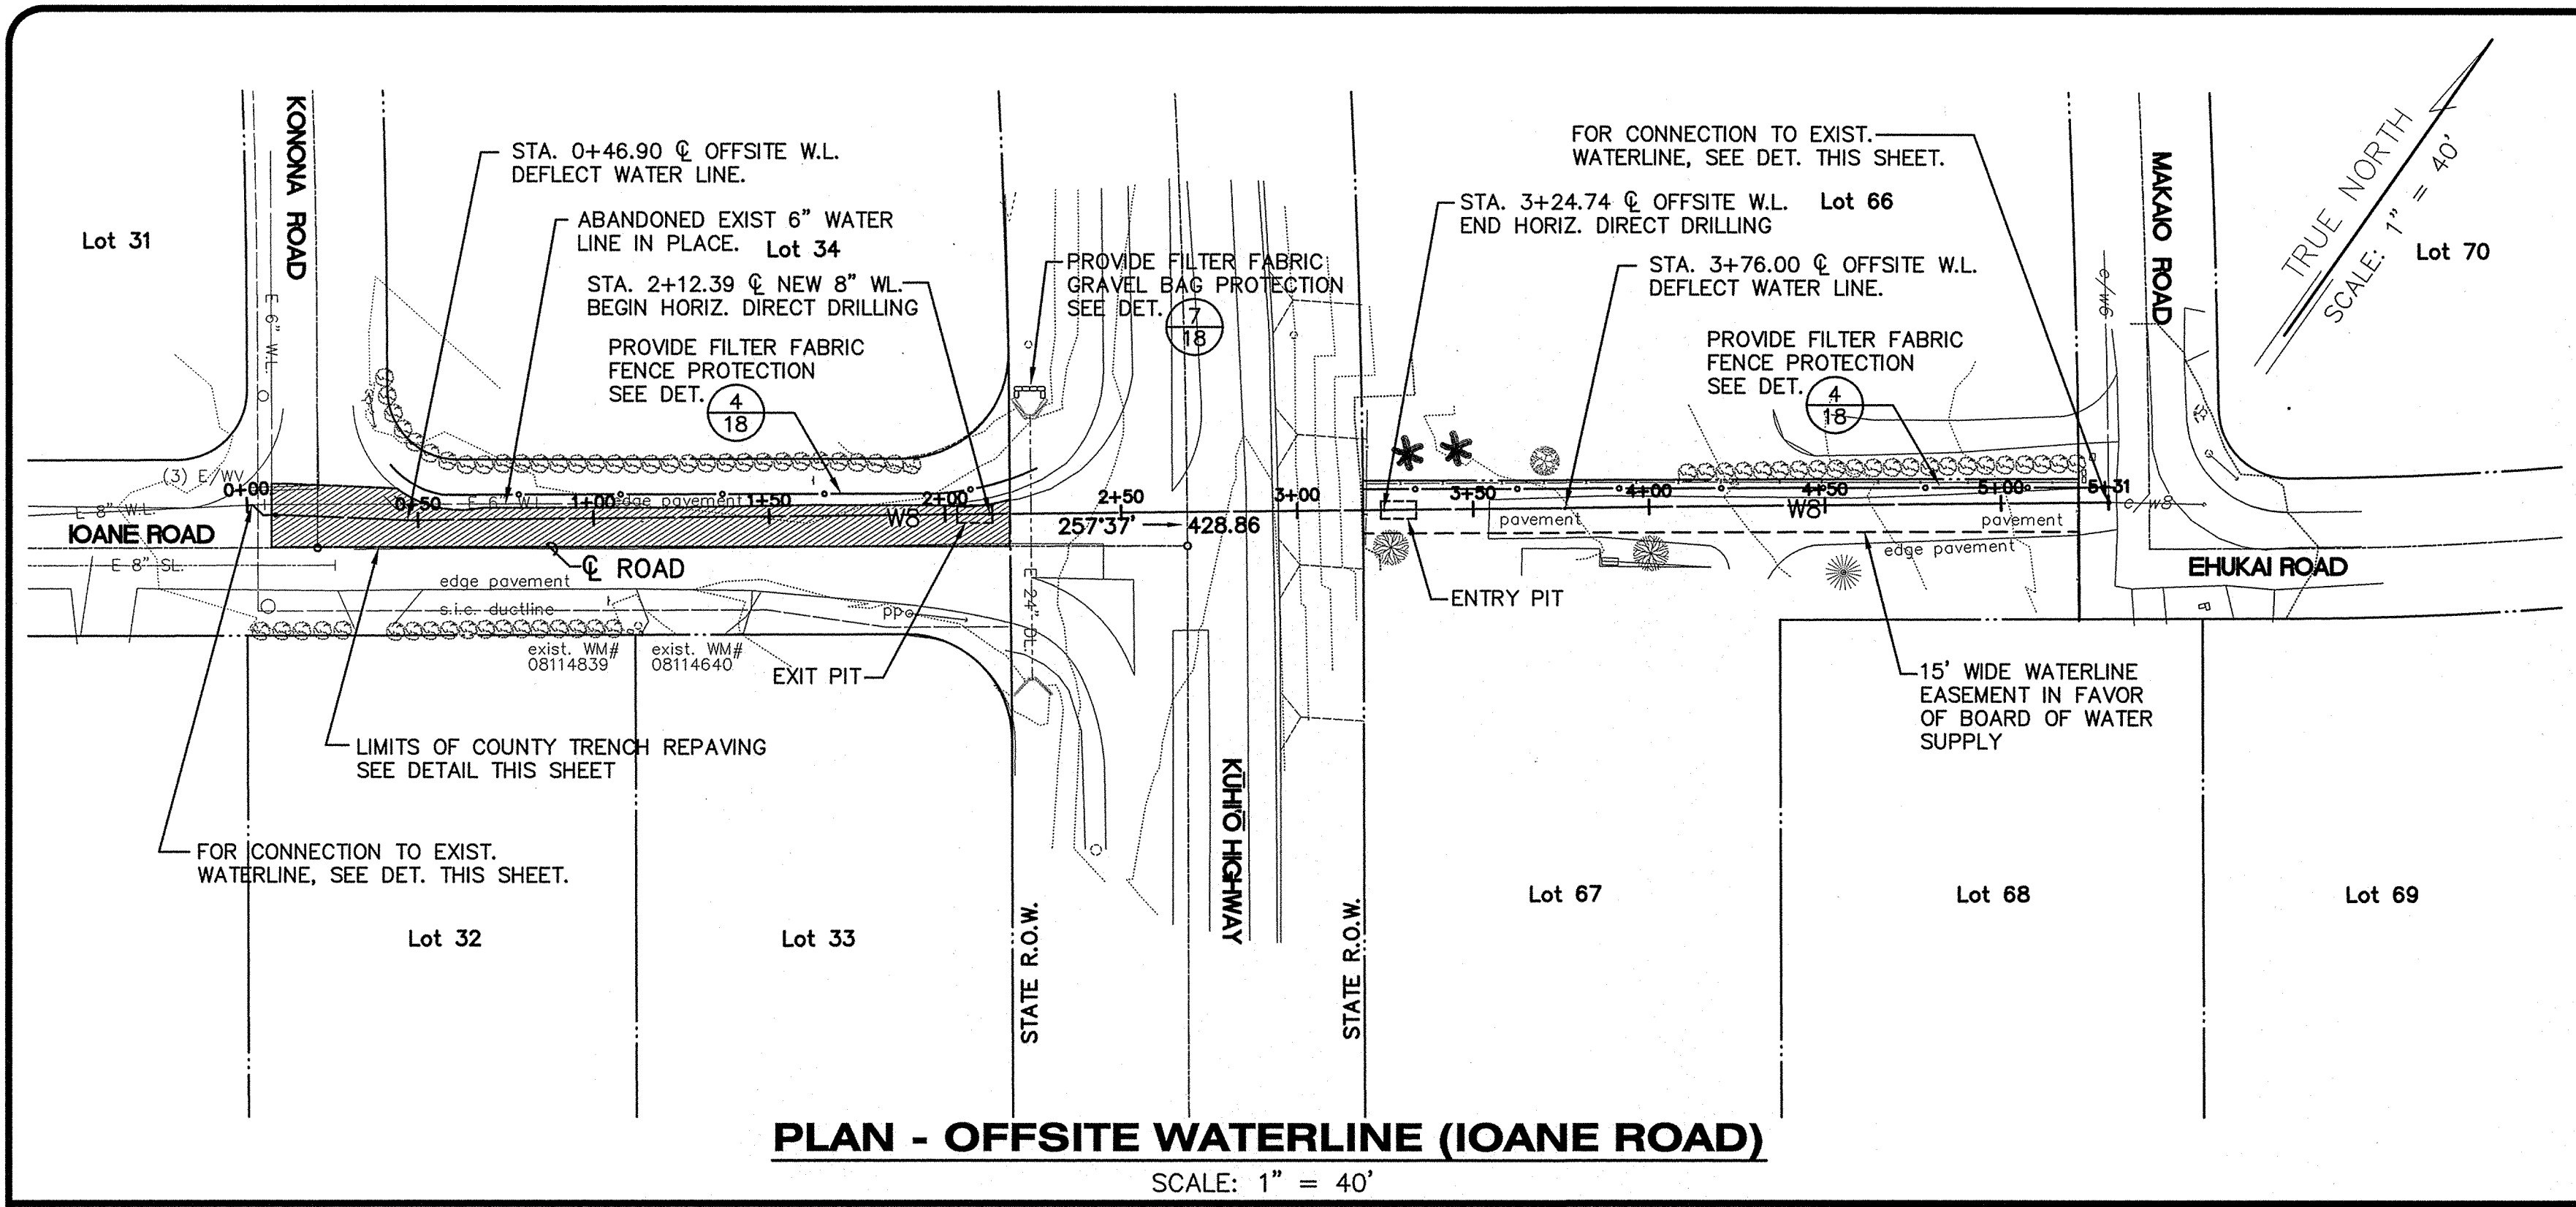 KONONA ROAD
Lot 31
STA. 0+46.90 ℄ OFFSITE W.L.
DEFLECT WATER LINE.
ABANDONED EXIST 6" WATER
LINE IN PLACE.
Lot 34
STA. 2+12.39 ℄ NEW 8" WL.
BEGIN HORIZ. DIRECT DRILLING
PROVIDE FILTER FABRIC
FENCE PROTECTION
SEE DET.
4
18
PROVIDE FILTER FABRIC
GRAVEL BAG PROTECTION
SEE DET.
7
18
FOR CONNECTION TO EXIST.
WATERLINE, SEE DET. THIS SHEET.
STA. 3+24.74 ℄ OFFSITE W.L.
END HORIZ. DIRECT DRILLING
Lot 66
STA. 3+76.00 ℄ OFFSITE W.L.
DEFLECT WATER LINE.
PROVIDE FILTER FABRIC
FENCE PROTECTION
SEE DET.
4
18
MAKAIO ROAD
TRUE NORTH
SCALE: 1" = 40'
Lot 70
E 6" W.L.
e/w6
(3) E/WV
0+00
0+50
E 6" W.L.
1+00
edge pavement
1+50
2+00
2+50
3+00
3+50
4+00
4+50
5+00
5+31
E 8" W.L.
W8
W8
e/w8
257°37'
428.86
pavement
pavement
IOANE ROAD
E 8" SL.
℄ ROAD
edge pavement
edge pavement
EHUKAI ROAD
s.i.c. ductline
pp
E 24" DL.
ENTRY PIT
exist. WM#
08114839
exist. WM#
08114640
EXIT PIT
15' WIDE WATERLINE
EASEMENT IN FAVOR
OF BOARD OF WATER
SUPPLY
LIMITS OF COUNTY TRENCH REPAVING
SEE DETAIL THIS SHEET
KŪHIŌ HIGHWAY
FOR CONNECTION TO EXIST.
WATERLINE, SEE DET. THIS SHEET.
Lot 32
Lot 33
STATE R.O.W.
STATE R.O.W.
Lot 67
Lot 68
Lot 69
PLAN - OFFSITE WATERLINE (IOANE ROAD)
SCALE: 1" = 40'